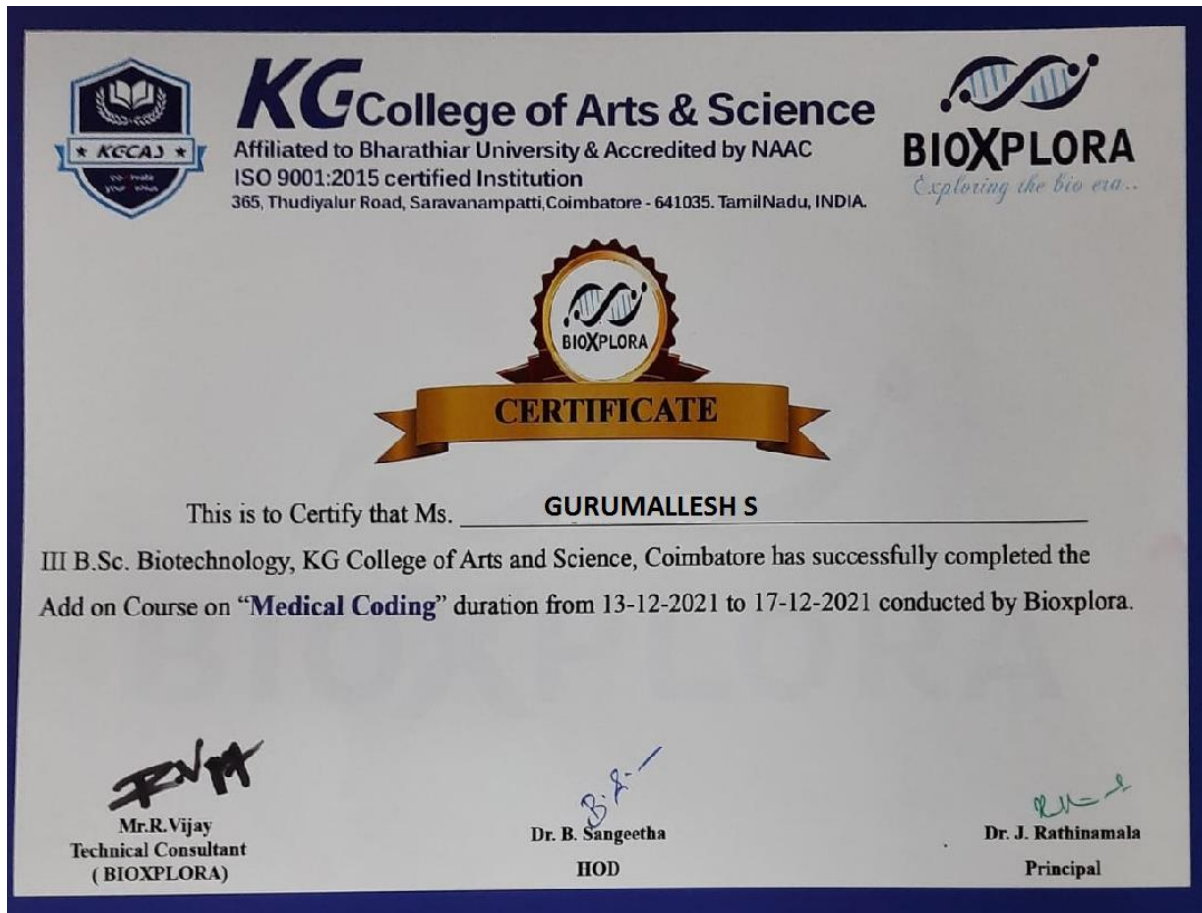 KG College of Arts & Science
Affiliated to Bharathiar University & Accredited by NAAC
ISO 9001:2015 certified Institution
365, Thudiyalur Road, Saravanampatti, Coimbatore - 641035. TamilNadu, INDIA.
★ KGCAS ★
BIOXPLORA
Exploring the bio era..
BIOXPLORA
CERTIFICATE
This is to Certify that Ms. GURUMALLESH S
III B.Sc. Biotechnology, KG College of Arts and Science, Coimbatore has successfully completed the
Add on Course on “Medical Coding” duration from 13-12-2021 to 17-12-2021 conducted by Bioxplora.
BIOXPLORA
Mr.R.Vijay
Technical Consultant
( BIOXPLORA)
Dr. B. Sangeetha
HOD
Dr. J. Rathinamala
Principal